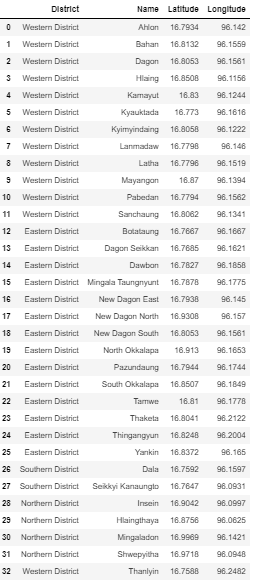 District Name Latitude Longitude
0 Western District Ahlon 16.7934 96.142
1 Western District Bahan 16.8132 96.1559
2 Western District Dagon 16.8053 96.1561
3 Western District Hlaing 16.8508 96.1156
4 Western District Kamayut 16.83 96.1244
5 Western District Kyauktada 16.773 96.1616
6 Western District Kyimyindaing 16.8058 96.1222
7 Western District Lanmadaw 16.7798 96.146
8 Western District Latha 16.7796 96.1519
9 Western District Mayangon 16.87 96.1394
10 Western District Pabedan 16.7794 96.1562
11 Western District Sanchaung 16.8062 96.1341
12 Eastern District Botataung 16.7667 96.1667
13 Eastern District Dagon Seikkan 16.7685 96.1621
14 Eastern District Dawbon 16.7827 96.1858
15 Eastern District Mingala Taungnyunt 16.7878 96.1775
16 Eastern District New Dagon East 16.7938 96.145
17 Eastern District New Dagon North 16.9308 96.157
18 Eastern District New Dagon South 16.8053 96.1561
19 Eastern District North Okkalapa 16.913 96.1653
20 Eastern District Pazundaung 16.7944 96.1744
21 Eastern District South Okkalapa 16.8507 96.1849
22 Eastern District Tamwe 16.81 96.1778
23 Eastern District Thaketa 16.8041 96.2122
24 Eastern District Thingangyun 16.8248 96.2004
25 Eastern District Yankin 16.8372 96.165
26 Southern District Dala 16.7592 96.1597
27 Southern District Seikkyi Kanaungto 16.7647 96.0931
28 Northern District Insein 16.9042 96.0997
29 Northern District Hlaingthaya 16.8756 96.0625
30 Northern District Mingaladon 16.9969 96.1421
31 Northern District Shwepyitha 16.9718 96.0948
32 Western District Thanlyin 16.7588 96.2482